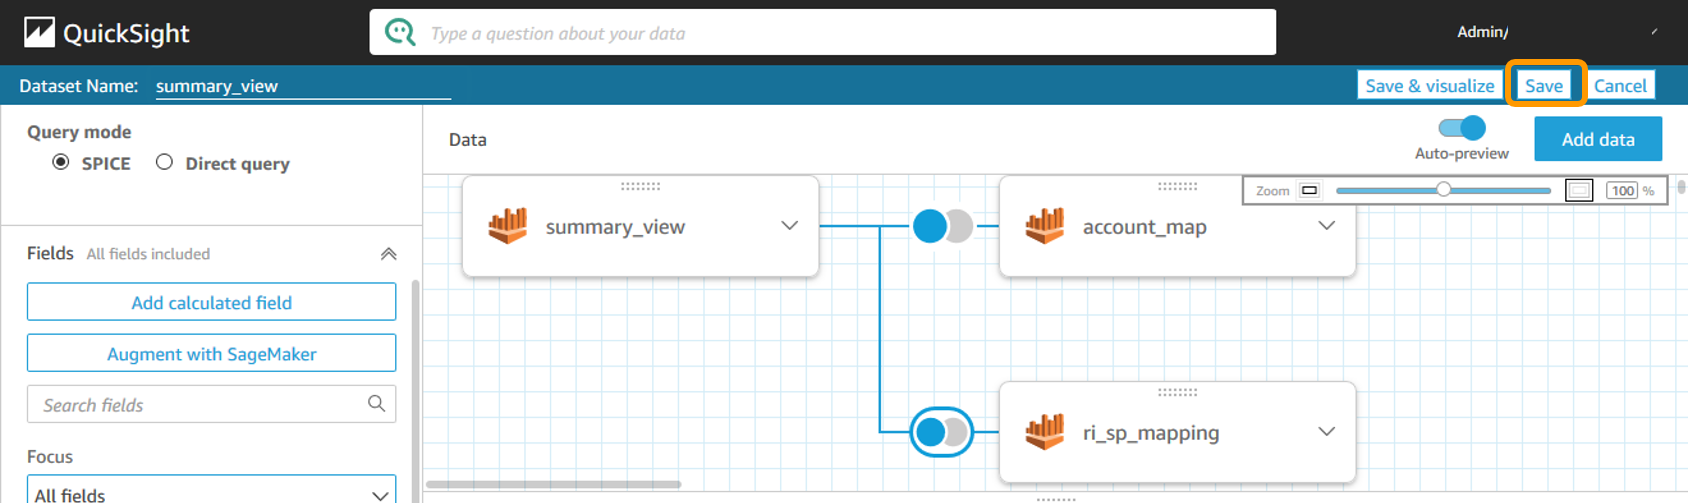 QuickSight
Type a question about your data
Admin/
Dataset Name: summary_view
Save & visualize
Save
Cancel
Query mode
SPICE
Direct query
Data
Auto-preview
Add data
Zoom
100 %
Fields All fields included
Add calculated field
Augment with SageMaker
Search fields
Focus
All fields
summary_view
account_map
ri_sp_mapping